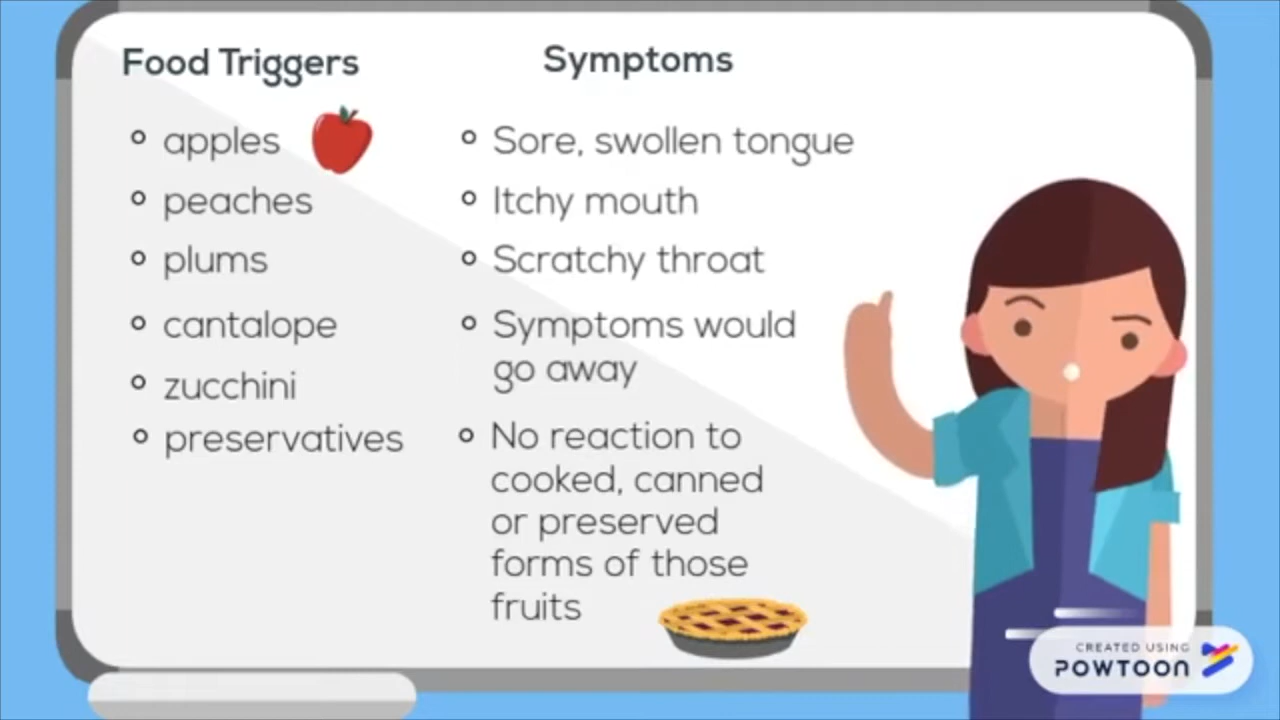 Food Triggers
apples
peaches
plums
cantalope
zucchini
preservatives
Symptoms
Sore, swollen tongue
Itchy mouth
Scratchy throat
Symptoms would
go away
No reaction to
cooked, canned
or preserved
forms of those
fruits
CREATED USING
POWTOON